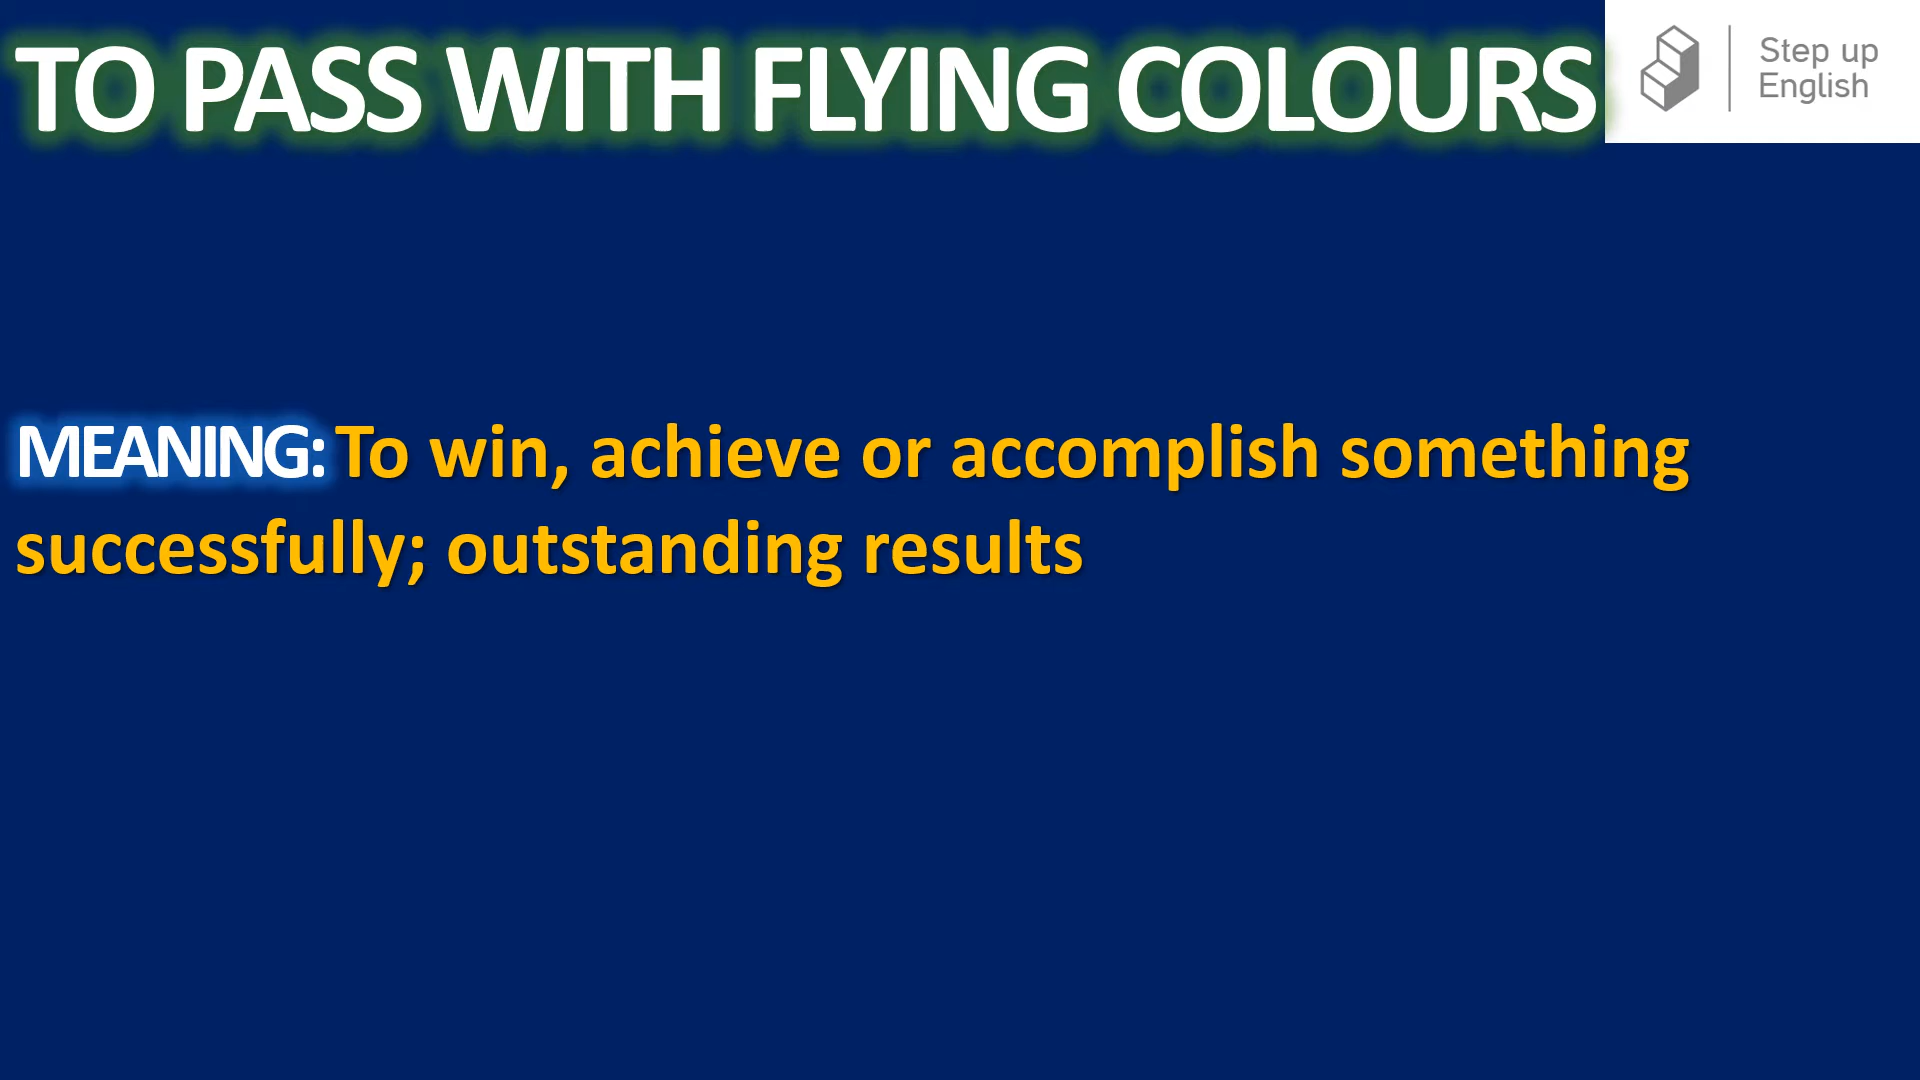 TO PASS WITH FLYING COLOURS
Step up
English
MEANING: To win, achieve or accomplish something
successfully; outstanding results